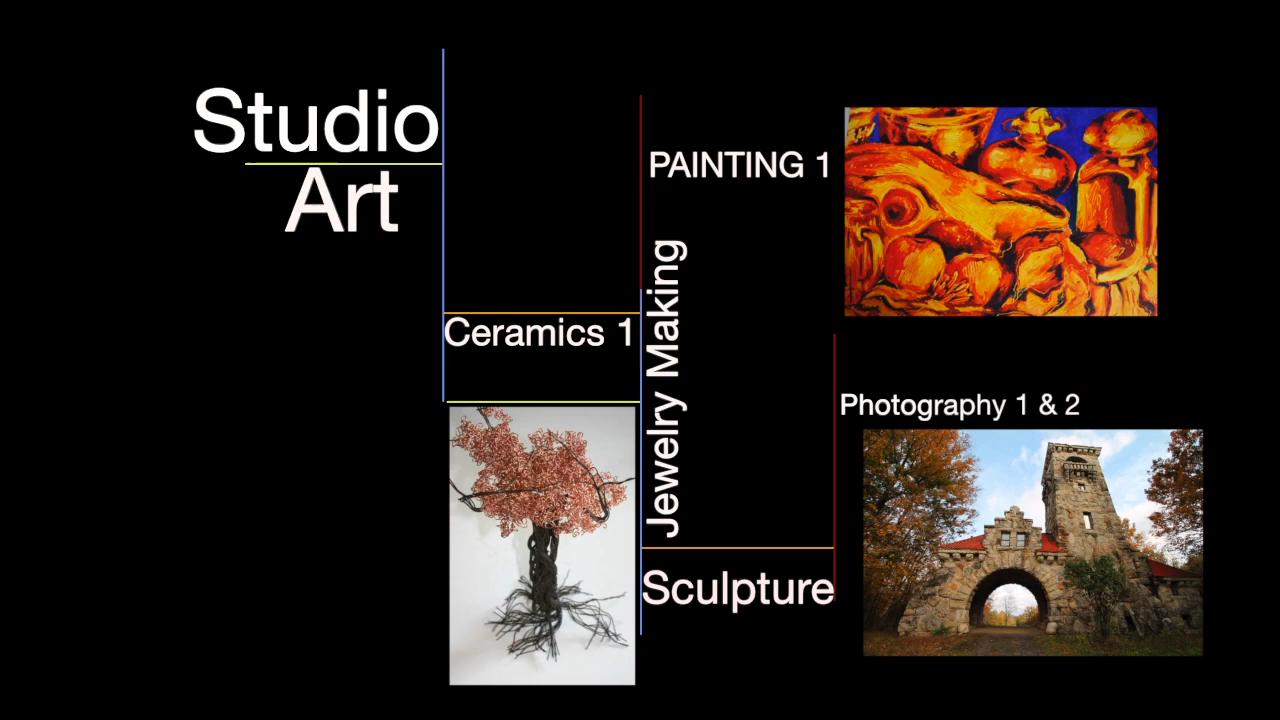 Studio
Art
PAINTING 1
Jewelry Making
Ceramics 1
Photography 1 & 2
Sculpture